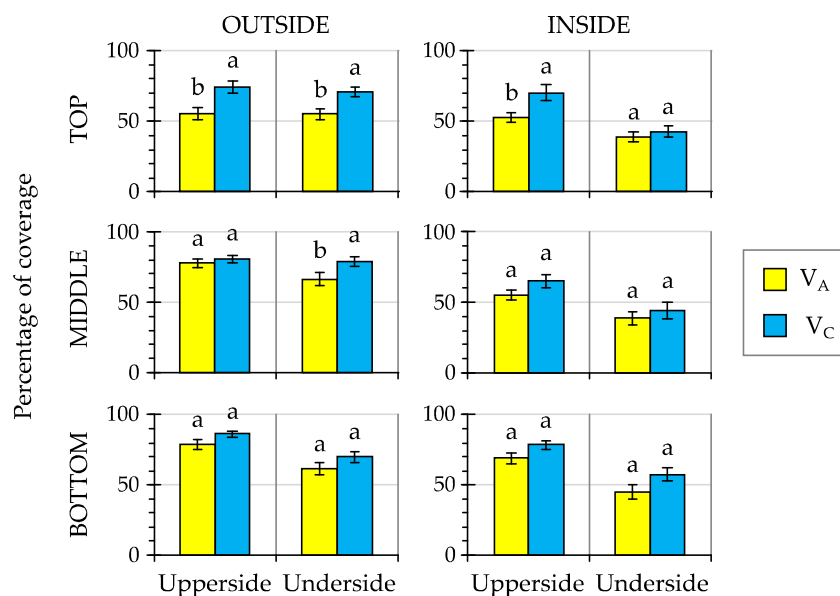 OUTSIDE INSIDE
Percentage of coverage
TOP
100
50
0
b a b a
100
50
0
b a a a
MIDDLE
100
50
0
a a b a
100
50
0
a a a a
BOTTOM
100
50
0
a a a a
100
50
0
a a a a
Upperside Underside Upperside Underside
V_A
V_C